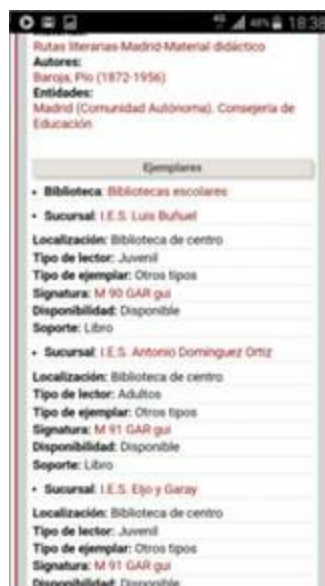 48% 18:38
Rutas literarias-Madrid-Material didáctico
Autores:
Baroja, Pío (1872-1956)
Entidades:
Madrid (Comunidad Autónoma). Consejería de
Educación
Ejemplares
• Biblioteca: Bibliotecas escolares
• Sucursal: I.E.S. Luis Buñuel
Localización: Biblioteca de centro
Tipo de lector: Juvenil
Tipo de ejemplar: Otros tipos
Signatura: M 90 GAR gui
Disponibilidad: Disponible
Soporte: Libro
• Sucursal: I.E.S. Antonio Domínguez Ortiz
Localización: Biblioteca de centro
Tipo de lector: Adultos
Tipo de ejemplar: Otros tipos
Signatura: M 91 GAR gui
Disponibilidad: Disponible
Soporte: Libro
• Sucursal: I.E.S. Eijo y Garay
Localización: Biblioteca de centro
Tipo de lector: Juvenil
Tipo de ejemplar: Otros tipos
Signatura: M 91 GAR gui
Disponibilidad: Disponible